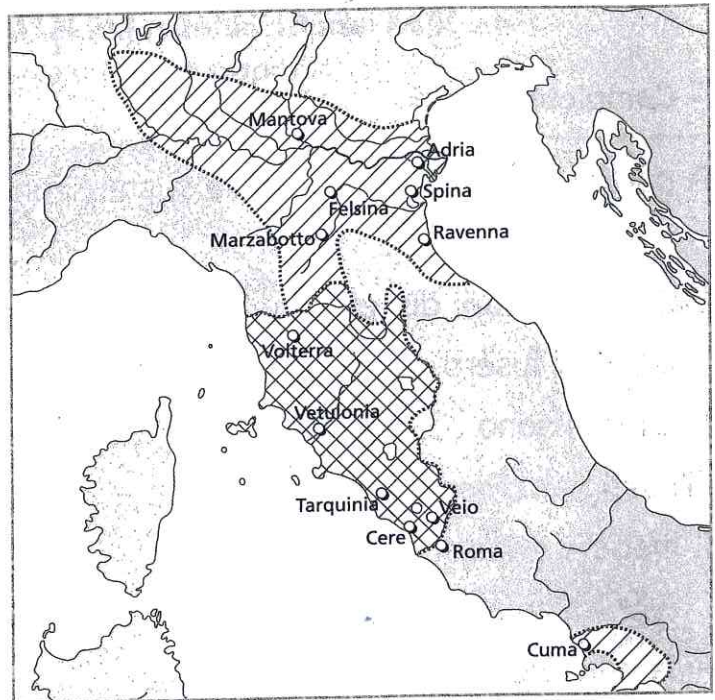 Mantova
Adria
Spina
Felsina
Marzabotto
Ravenna
Volterra
Vetulonia
Tarquinia
Veio
Cere
Roma
Cuma